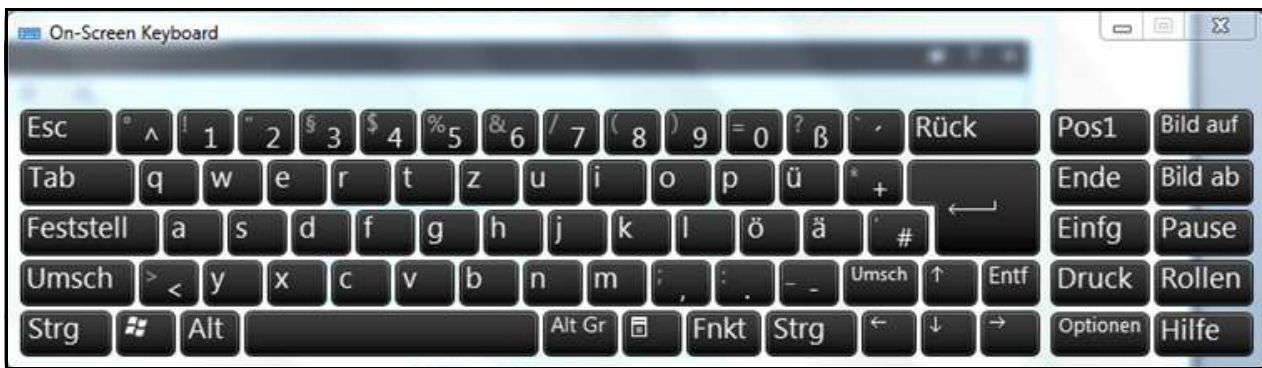 On-Screen Keyboard
Esc ° ^ ! 1 " 2 § 3 $ 4 % 5 & 6 / 7 ( 8 ) 9 = 0 ? ß ` ´ Rück Pos1 Bild auf
Tab q w e r t z u i o p ü * + Ende Bild ab
Feststell a s d f g h j k l ö ä ' # ← Einfg Pause
Umsch > < y x c v b n m ; , : . _ - Umsch ↑ Entf Druck Rollen
Strg Alt Alt Gr Fnkt Strg ← ↓ → Optionen Hilfe